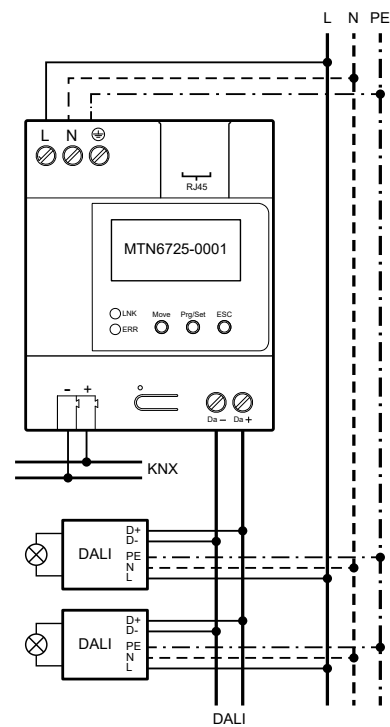 L N PE
L N
RJ45
MTN6725-0001
LNK
ERR
Move Prg/Set ESC
- +
Da - Da +
KNX
DALI
D+
D-
PE
N
L
DALI
D+
D-
PE
N
L
DALI